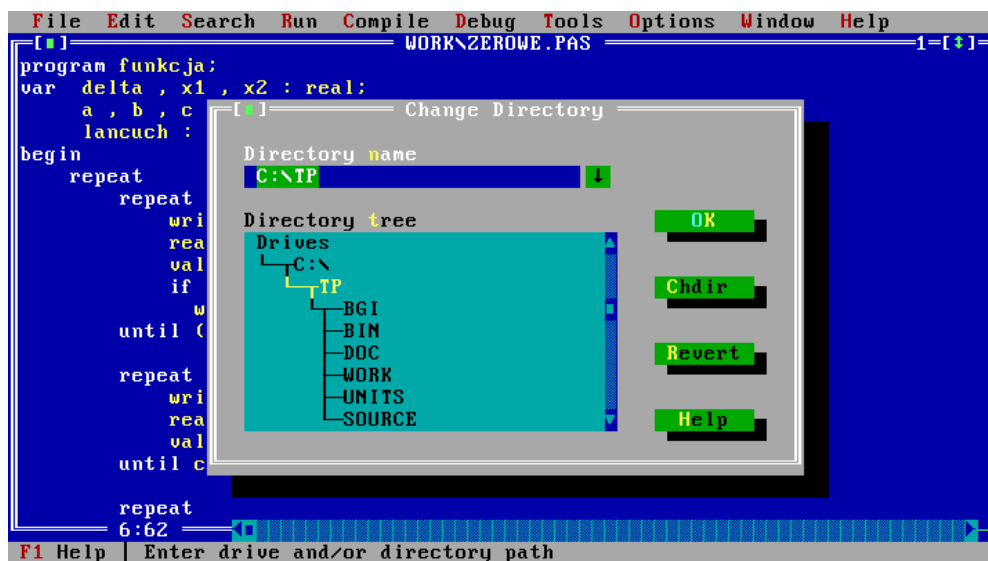 File Edit Search Run Compile Debug Tools Options Window Help
WORK\ZEROWE.PAS 1=[↕]
program funkcja;
var delta , x1 , x2 : real;
a , b , c
lancuch :
begin
repeat
repeat
wri
rea
val
if
w
until (
repeat
wri
rea
val
until c
repeat
6:62
Change Directory
Directory name
C:\TP
Directory tree
Drives
C:\
TP
BGI
BIN
DOC
WORK
UNITS
SOURCE
OK
Chdir
Revert
Help
F1 Help | Enter drive and/or directory path